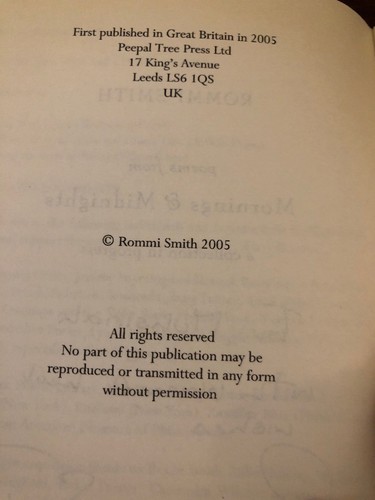 First published in Great Britain in 2005
Peepal Tree Press Ltd
17 King's Avenue
Leeds LS6 1QS
UK
© Rommi Smith 2005
All rights reserved
No part of this publication may be
reproduced or transmitted in any form
without permission